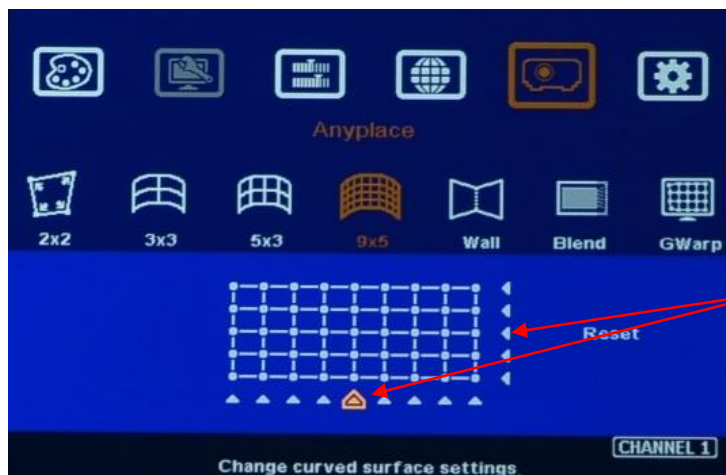 Anyplace
2x2 3x3 5x3 9x5 Wall Blend GWarp
Reset
CHANNEL 1
Change curved surface settings